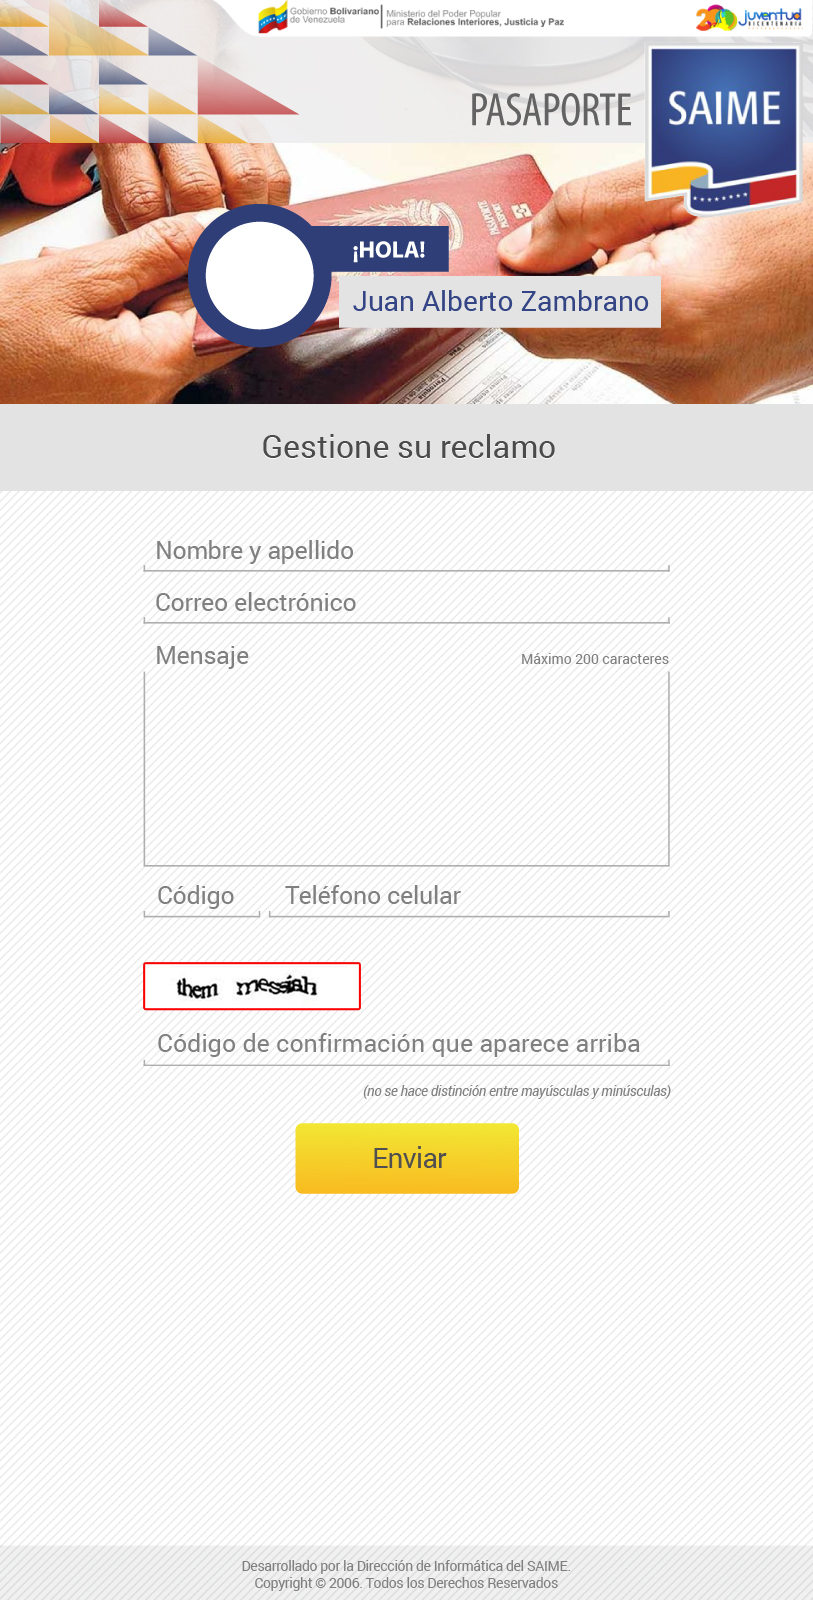 Gobierno Bolivariano
de Venezuela
Ministerio del Poder Popular
para Relaciones Interiores, Justicia y Paz
200 juventud
BICENTENARIA
PASAPORTE
SAIME
PASAPORTE
¡HOLA!
Juan Alberto Zambrano
Gestione su reclamo
Nombre y apellido
Correo electrónico
Mensaje
Máximo 200 caracteres
Código
Teléfono celular
them messiah
Código de confirmación que aparece arriba
(no se hace distinción entre mayúsculas y minúsculas)
Enviar
Desarrollado por la Dirección de Informática del SAIME.
Copyright © 2006. Todos los Derechos Reservados